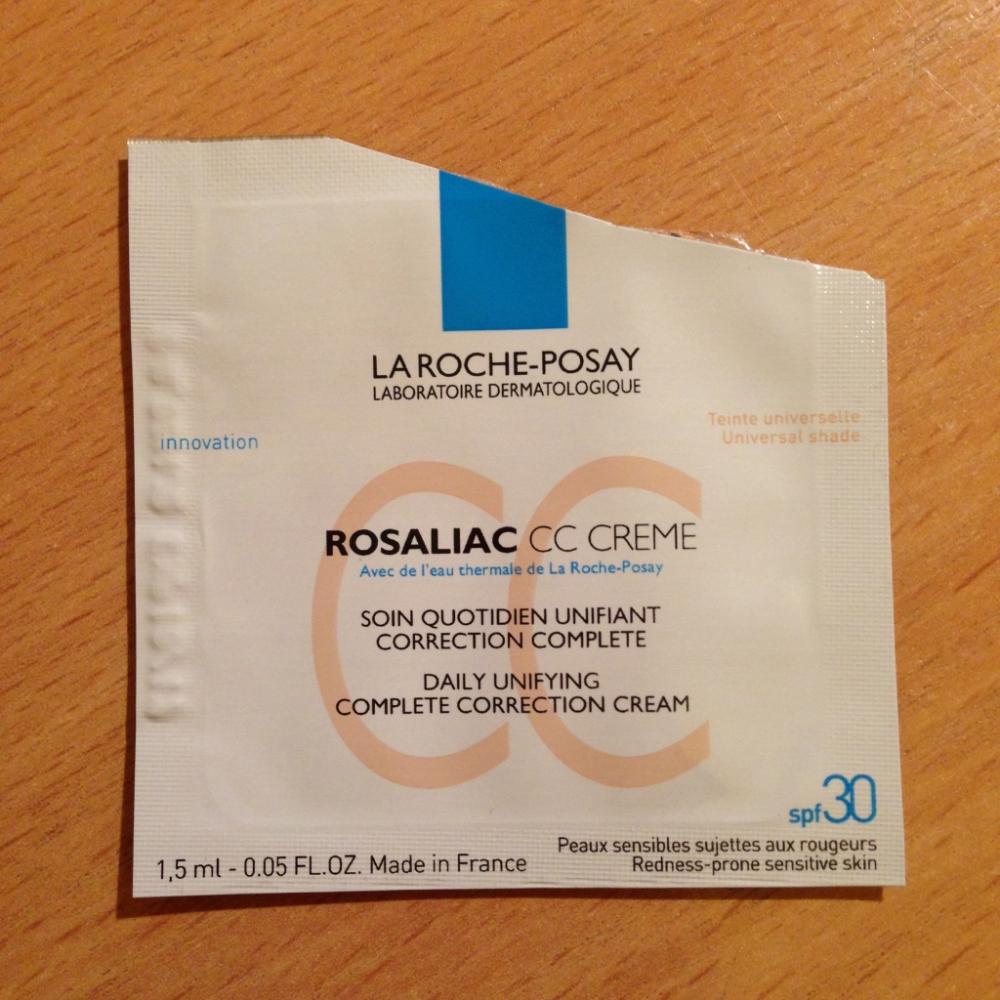 LA ROCHE-POSAY
LABORATOIRE DERMATOLOGIQUE
innovation
Teinte universelle
Universal shade
CC
ROSALIAC CC CREME
Avec de l'eau thermale de La Roche-Posay
SOIN QUOTIDIEN UNIFIANT
CORRECTION COMPLETE
DAILY UNIFYING
COMPLETE CORRECTION CREAM
spf 30
Peaux sensibles sujettes aux rougeurs
Redness-prone sensitive skin
1,5 ml - 0.05 FL.OZ. Made in France